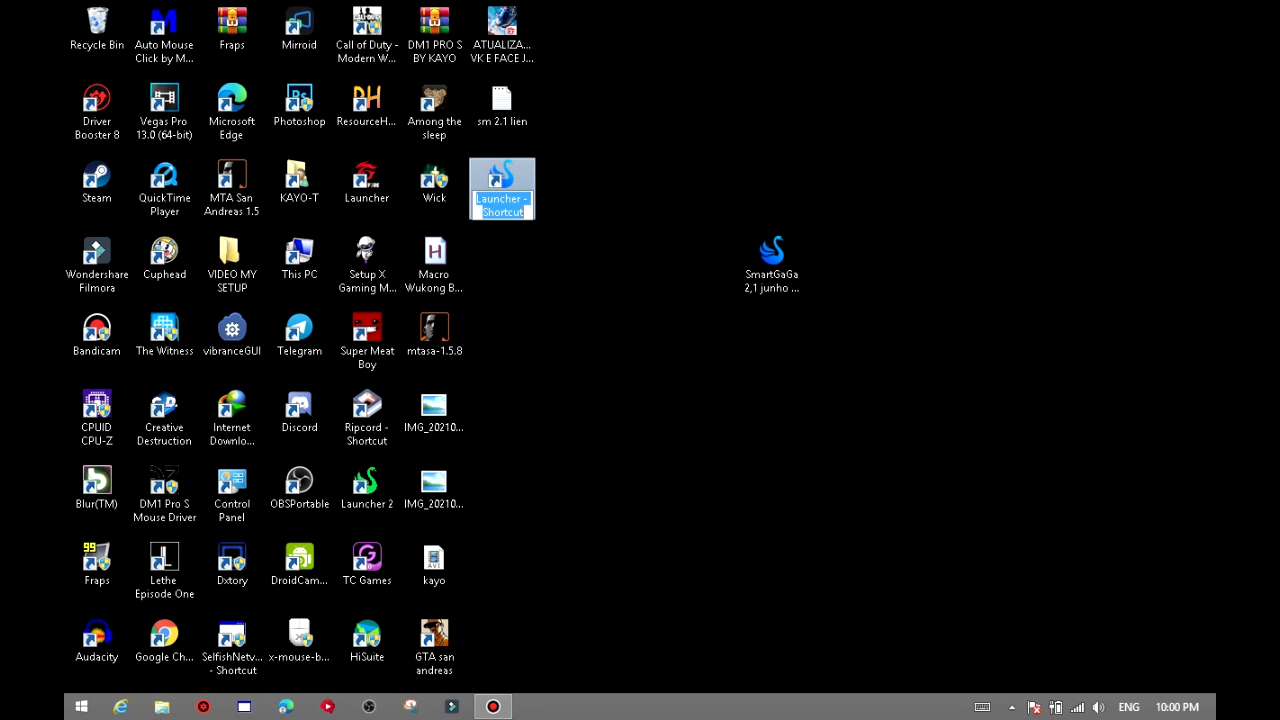 Recycle Bin
Auto Mouse
Click by M...
Fraps
Mirroid
Call of Duty -
Modern W...
DM1 PRO S
BY KAYO
ATUALIZA...
VK E FACE J...
Driver
Booster 8
Vegas Pro
13.0 (64-bit)
Microsoft
Edge
Photoshop
ResourceH...
Among the
sleep
sm 2.1 lien
Steam
QuickTime
Player
MTA San
Andreas 1.5
KAYO-T
Launcher
Wick
Launcher -
Shortcut
Wondershare
Filmora
Cuphead
VIDEO MY
SETUP
This PC
Setup X
Gaming M...
Macro
Wukong B...
SmartGaGa
2,1 junho ...
Bandicam
The Witness
vibranceGUI
Telegram
Super Meat
Boy
mtasa-1.5.8
CPUID
CPU-Z
Creative
Destruction
Internet
Downlo...
Discord
Ripcord -
Shortcut
IMG_20210...
Blur(TM)
DM1 Pro S
Mouse Driver
Control
Panel
OBSPortable
Launcher 2
IMG_20210...
Fraps
Lethe
Episode One
Dxtory
DroidCam...
TC Games
kayo
Audacity
Google Ch...
SelfishNetv...
- Shortcut
x-mouse-b...
HiSuite
GTA san
andreas
ENG
10:00 PM